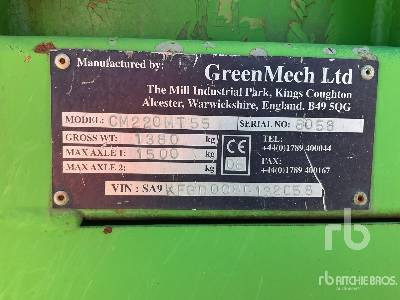 Manufactured by: GreenMech Ltd
The Mill Industrial Park, Kings Coughton
Alcester, Warwickshire, England. B49 5QG
MODEL: CM220MT55 SERIAL NO:
GROSS WT: 1380 kg TEL:
+44(0)1789 400044
MAX AXLE 1: 1500 kg
FAX:
MAX AXLE 2: kg +44(0)1789 400167
VIN: SA9
rb
rb RITCHIE BROS.